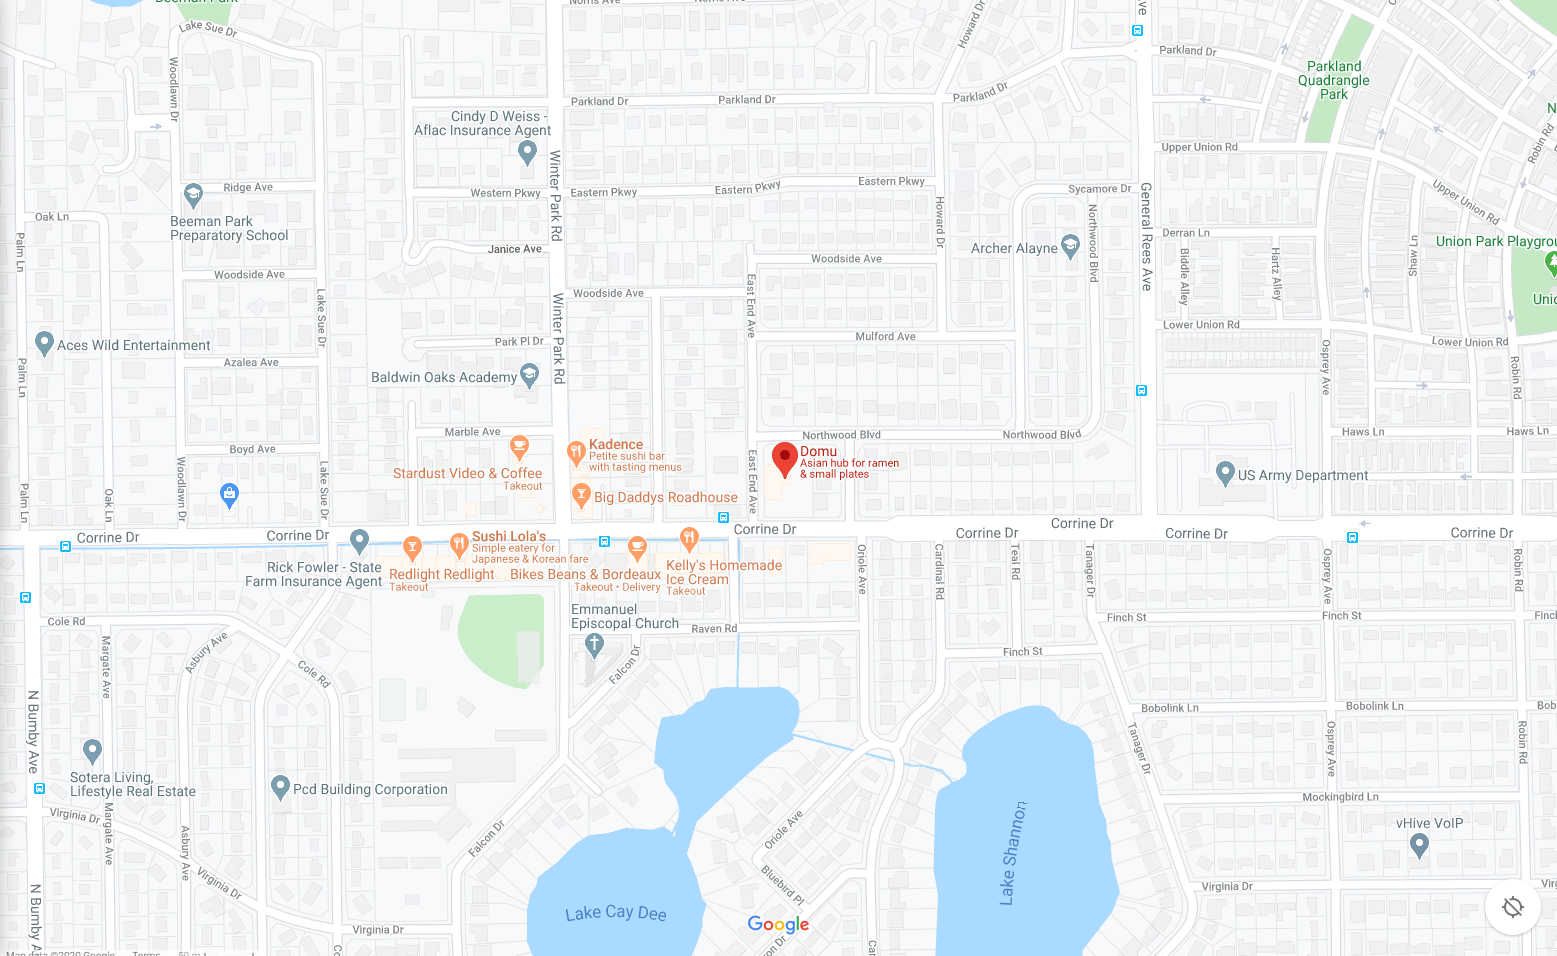 Beeman Park
Norris Ave
Lake Sue Dr
Howard Dr
Ave
Woodlawn Dr
Parkland Dr
Parkland Dr
Parkland Dr
Parkland Dr
Parkland
Quadrangle
Park
Cindy D Weiss -
Aflac Insurance Agent
Winter Park Rd
Upper Union Rd
Robin Rd
N
Ridge Ave
Western Pkwy
Eastern Pkwy
Eastern Pkwy
Eastern Pkwy
Sycamore Dr
General Rees Ave
Upper Union Rd
Oak Ln
Beeman Park
Preparatory School
Howard Dr
Northwood Blvd
Palm Ln
Janice Ave
Archer Alayne
Derran Ln
Biddle Alley
Hartz Alley
Shaw Ln
Union Park Playgrou
Woodside Ave
Woodside Ave
Woodside Ave
East End Ave
Lake Sue Dr
Winter Park Rd
Unio
Lower Union Rd
Lower Union Rd
Aces Wild Entertainment
Park Pl Dr
Mulford Ave
Osprey Ave
Robin Rd
Azalea Ave
Palm Ln
Baldwin Oaks Academy
Marble Ave
Northwood Blvd
Northwood Blvd
Haws Ln
Haws Ln
Boyd Ave
Kadence
Petite sushi bar
with tasting menus
Domu
Asian hub for ramen
& small plates
Stardust Video & Coffee
Takeout
US Army Department
Palm Ln
Oak Ln
Woodlawn Dr
Lake Sue Dr
East End Ave
Big Daddys Roadhouse
Corrine Dr
Corrine Dr
Corrine Dr
Corrine Dr
Corrine Dr
Corrine Dr
Corrine Dr
Sushi Lola's
Simple eatery for
Japanese & Korean fare
Rick Fowler - State
Farm Insurance Agent
Redlight Redlight
Takeout
Bikes Beans & Bordeaux
Takeout • Delivery
Kelly's Homemade
Ice Cream
Takeout
Oriole Ave
Cardinal Rd
Teal Rd
Tanager Dr
Osprey Ave
Robin Rd
Emmanuel
Episcopal Church
Cole Rd
Raven Rd
Finch St
Finch St
Finc
Finch St
Margate Ave
Asbury Ave
Cole Rd
Falcon Dr
N Bumby Ave
Bobolink Ln
Bobolink Ln
Tanager Dr
Osprey Ave
Robin Rd
Sotera Living,
Lifestyle Real Estate
Pcd Building Corporation
Mockingbird Ln
Virginia Dr
Margate Ave
Asbury Ave
Falcon Dr
Oriole Ave
Lake Shannon
vHive VoIP
Bluebird Pl
Virginia Dr
Virginia Dr
Virgi
N Bumby A
Lake Cay Dee
Google
Virginia Dr
Co
on Dr
Ca
Map data ©2020 Google
Terms
50 m